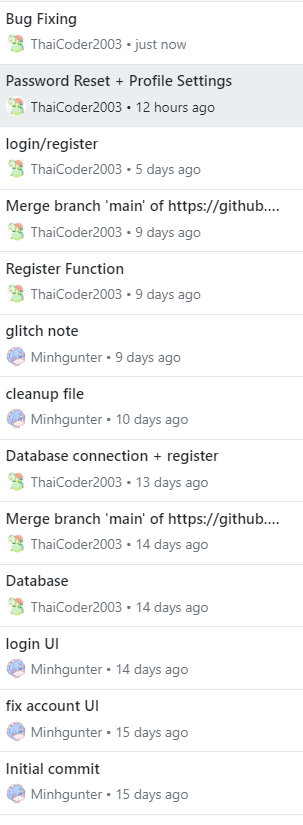 Bug Fixing
ThaiCoder2003 • just now
Password Reset + Profile Settings
ThaiCoder2003 • 12 hours ago
login/register
ThaiCoder2003 • 5 days ago
Merge branch 'main' of https://github....
ThaiCoder2003 • 9 days ago
Register Function
ThaiCoder2003 • 9 days ago
glitch note
Minhgunter • 9 days ago
cleanup file
Minhgunter • 10 days ago
Database connection + register
ThaiCoder2003 • 13 days ago
Merge branch 'main' of https://github....
ThaiCoder2003 • 14 days ago
Database
ThaiCoder2003 • 14 days ago
login UI
Minhgunter • 14 days ago
fix account UI
Minhgunter • 15 days ago
Initial commit
Minhgunter • 15 days ago